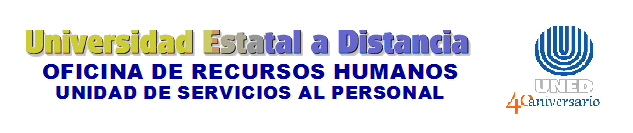 Universidad Estatal a Distancia
OFICINA DE RECURSOS HUMANOS
UNIDAD DE SERVICIOS AL PERSONAL
UNED
40 aniversario